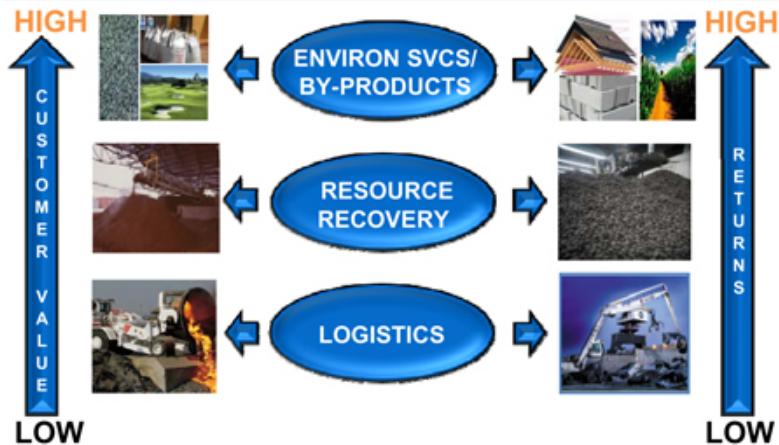 HIGH
HIGH
ENVIRON SVCS/
BY-PRODUCTS
CUSTOMER VALUE
RETURNS
RESOURCE
RECOVERY
LOGISTICS
LOW
LOW